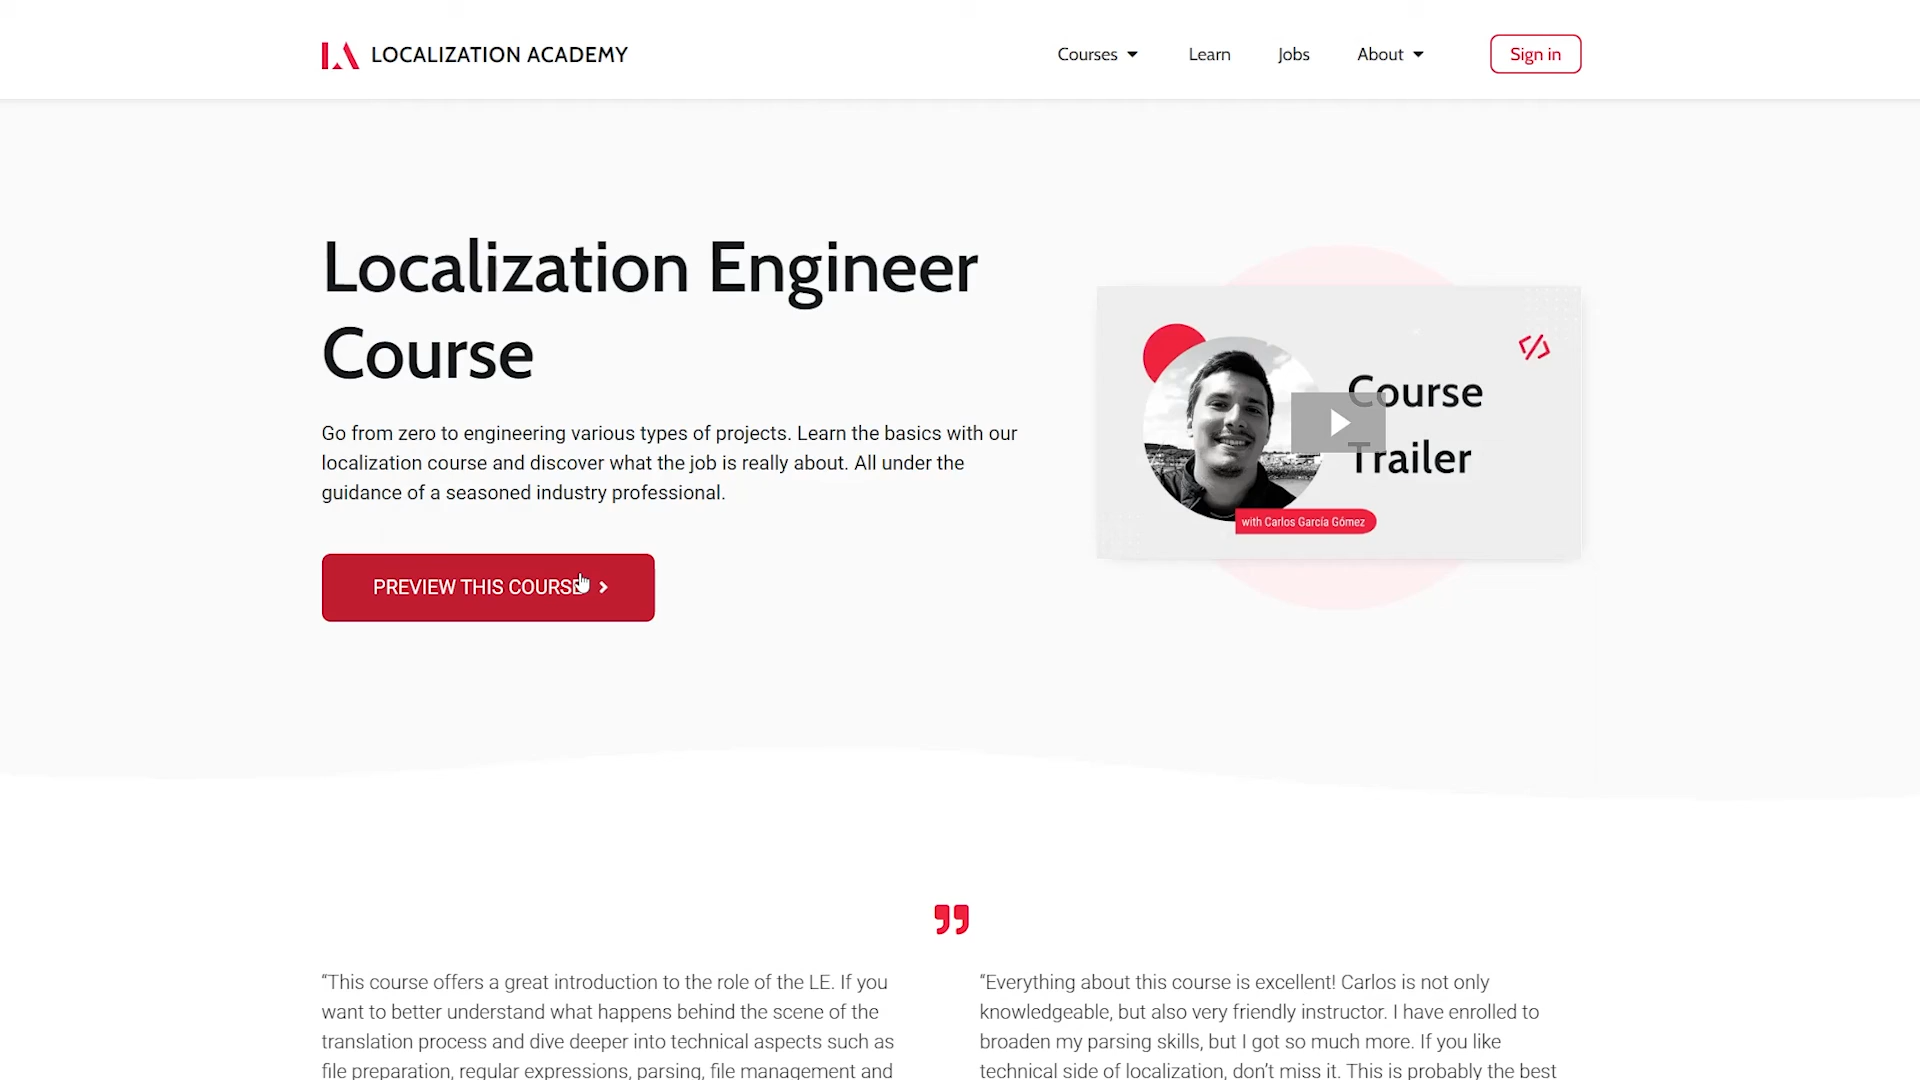 LOCALIZATION ACADEMY
Courses
Learn
Jobs
About
Sign in
Localization Engineer
Course
Go from zero to engineering various types of projects. Learn the basics with our
localization course and discover what the job is really about. All under the
guidance of a seasoned industry professional.
PREVIEW THIS COURSE
Course
Trailer
with Carlos García Gómez
“This course offers a great introduction to the role of the LE. If you
want to better understand what happens behind the scene of the
translation process and dive deeper into technical aspects such as
file preparation, regular expressions, parsing, file management and
“Everything about this course is excellent! Carlos is not only
knowledgeable, but also very friendly instructor. I have enrolled to
broaden my parsing skills, but I got so much more. If you like
technical side of localization, don’t miss it. This is probably the best